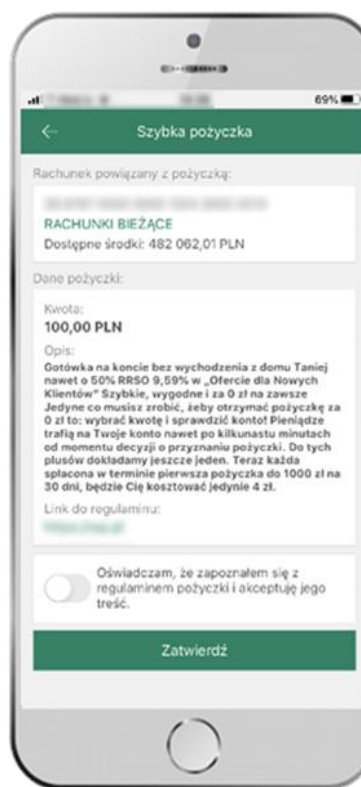 69%
Szybka pożyczka
Rachunek powiązany z pożyczką:
RACHUNKI BIEŻĄCE
Dostępne środki: 482 062,01 PLN
Dane pożyczki:
Kwota:
100,00 PLN
Opis:
Gotówka na koncie bez wychodzenia z domu Taniej
nawet o 50% RRSO 9,59% w „Ofercie dla Nowych
Klientów" Szybkie, wygodne i za 0 zł na zawsze
Jedyne co musisz zrobić, żeby otrzymać pożyczkę za
0 zł to: wybrać kwotę i sprawdzić konto! Pieniądze
trafią na Twoje konto nawet po kilkunastu minutach
od momentu decyzji o przyznaniu pożyczki. Do tych
plusów dokładamy jeszcze jeden. Teraz każda
spłacona w terminie pierwsza pożyczka do 1000 zł na
30 dni, będzie Cię kosztować jedynie 4 zł.
Link do regulaminu:
Oświadczam, że zapoznałem się z
regulaminem pożyczki i akceptuję jego
treść.
Zatwierdź